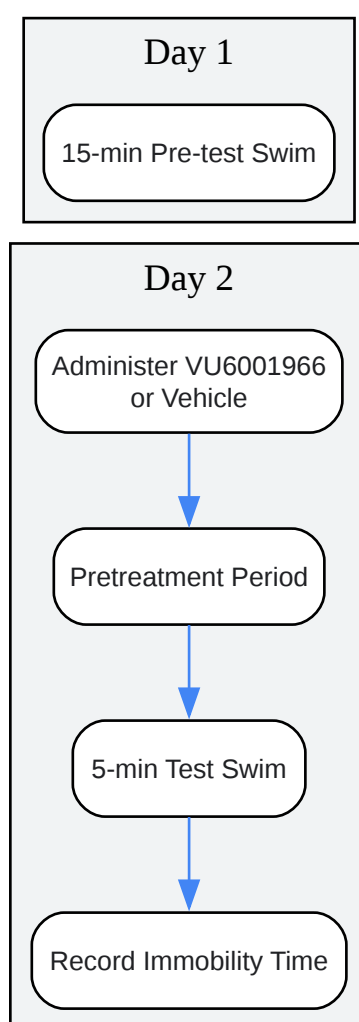 Day 1
15-min Pre-test Swim
Day 2
Administer VU6001966
or Vehicle
Pretreatment Period
5-min Test Swim
Record Immobility Time